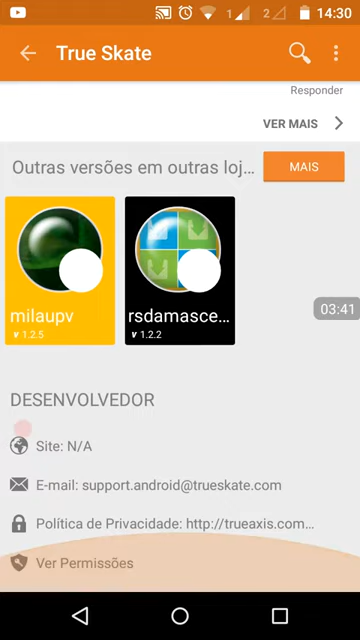 1 2 14:30
True Skate
Responder
VER MAIS
Outras versões em outras loj... MAIS
03:41
milaupv rsdamasce...
v 1.2.5 v 1.2.2
DESENVOLVEDOR
Site: N/A
E-mail: support.android@trueskate.com
Política de Privacidade: http://trueaxis.com...
Ver Permissões